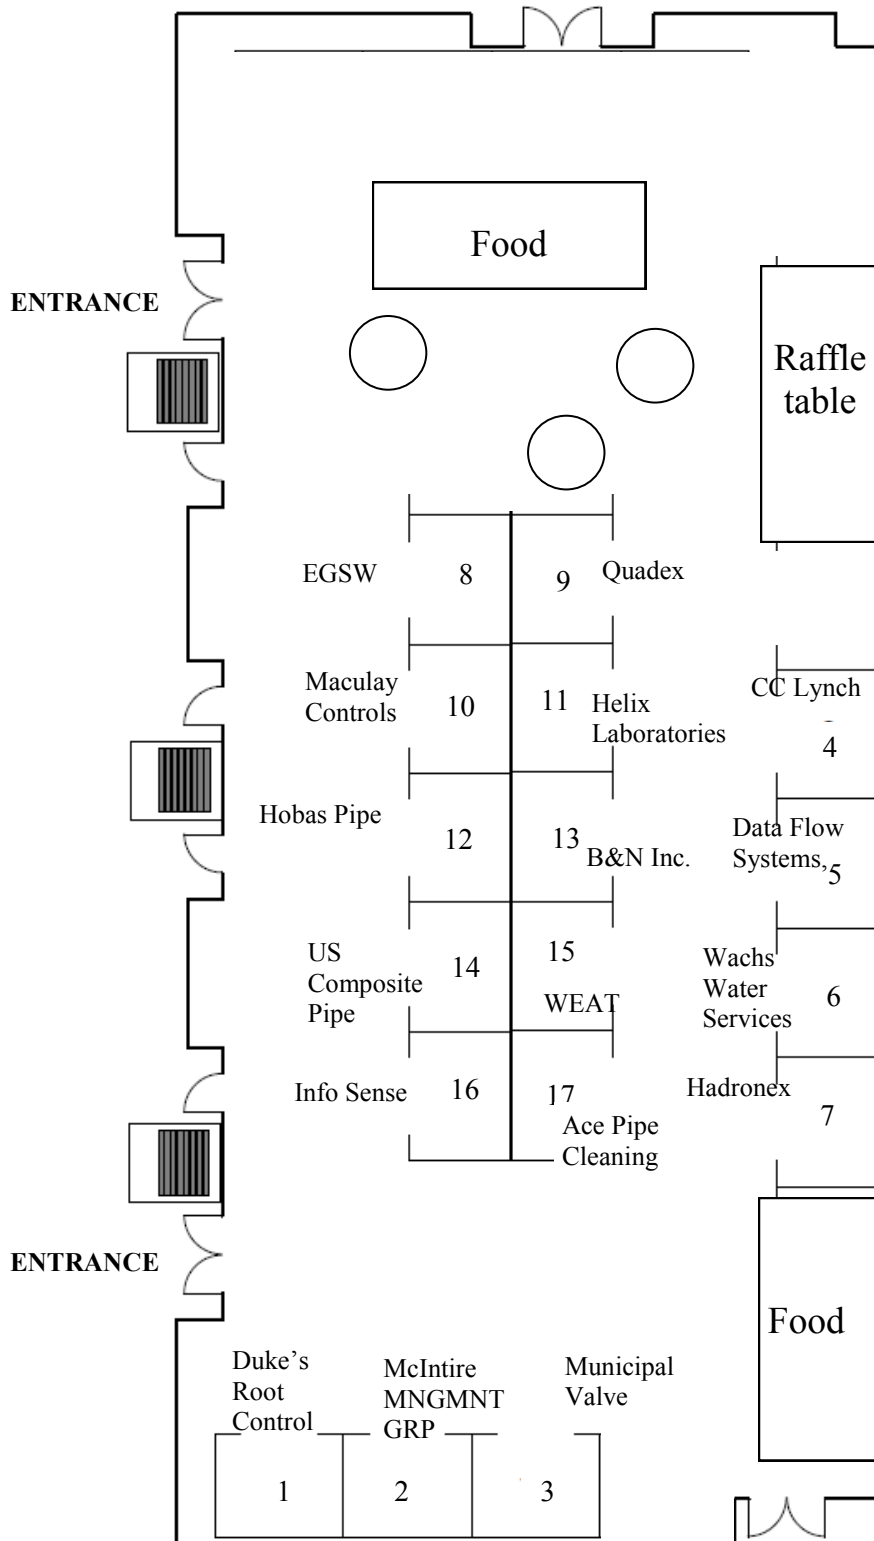 Food
ENTRANCE
Raffle
table
EGSW
8
9
Quadex
Maculay
Controls
10
11
Helix
Laboratories
CC Lynch
4
Hobas Pipe
12
13
B&N Inc.
Data Flow
Systems,
5
US
Composite
Pipe
14
15
WEAT
Wachs
Water
Services
6
Info Sense
16
17
Ace Pipe
Cleaning
Hadronex
7
ENTRANCE
Food
Duke’s
Root
Control
McIntire
MNGMNT
GRP
Municipal
Valve
1
2
3